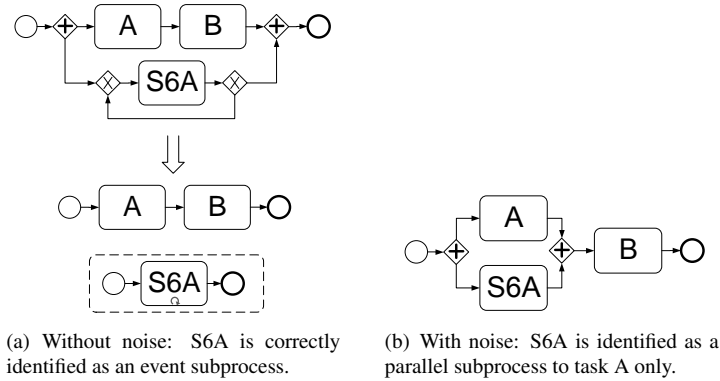 A
B
S6A
A
B
S6A
A
S6A
B
(a) Without noise: S6A is correctly
identified as an event subprocess.
(b) With noise: S6A is identified as a
parallel subprocess to task A only.